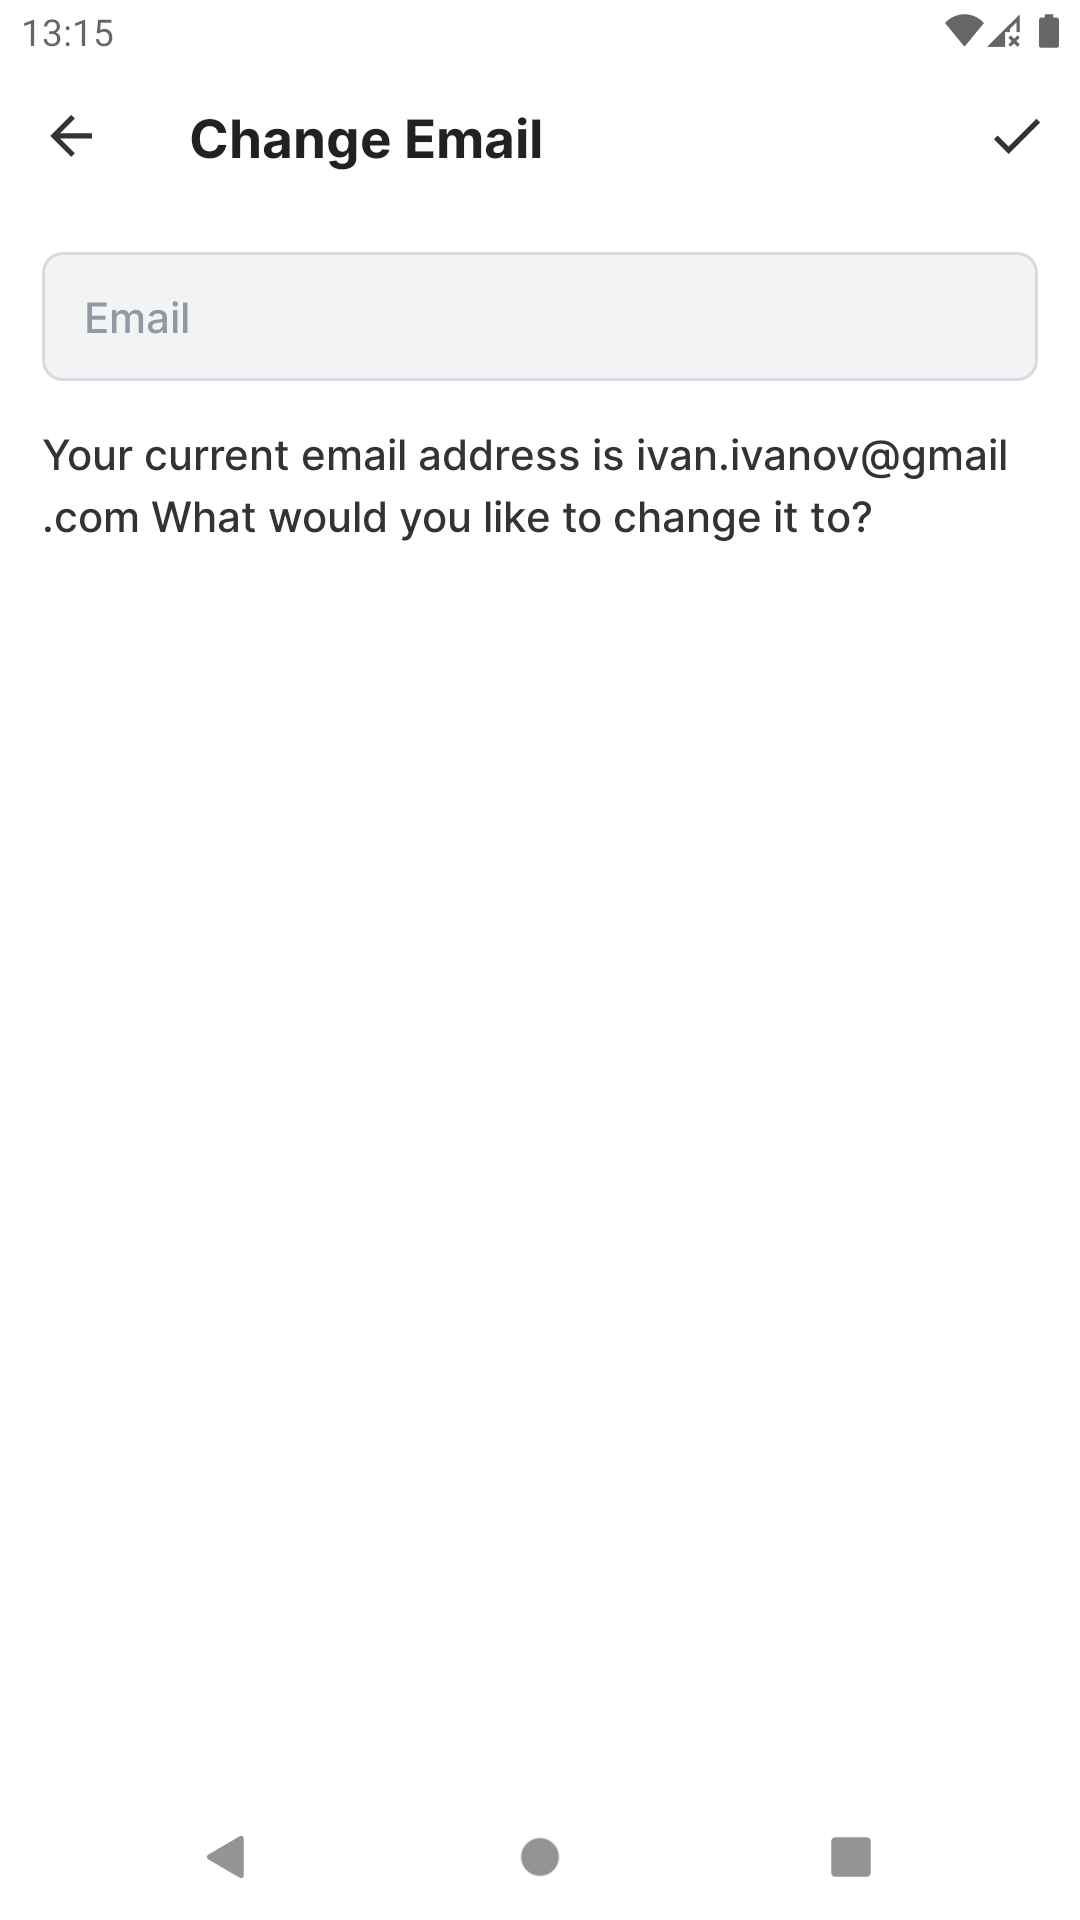 13:15
Change Email
Email
Your current email address is ivan.ivanov@gmail
.com What would you like to change it to?